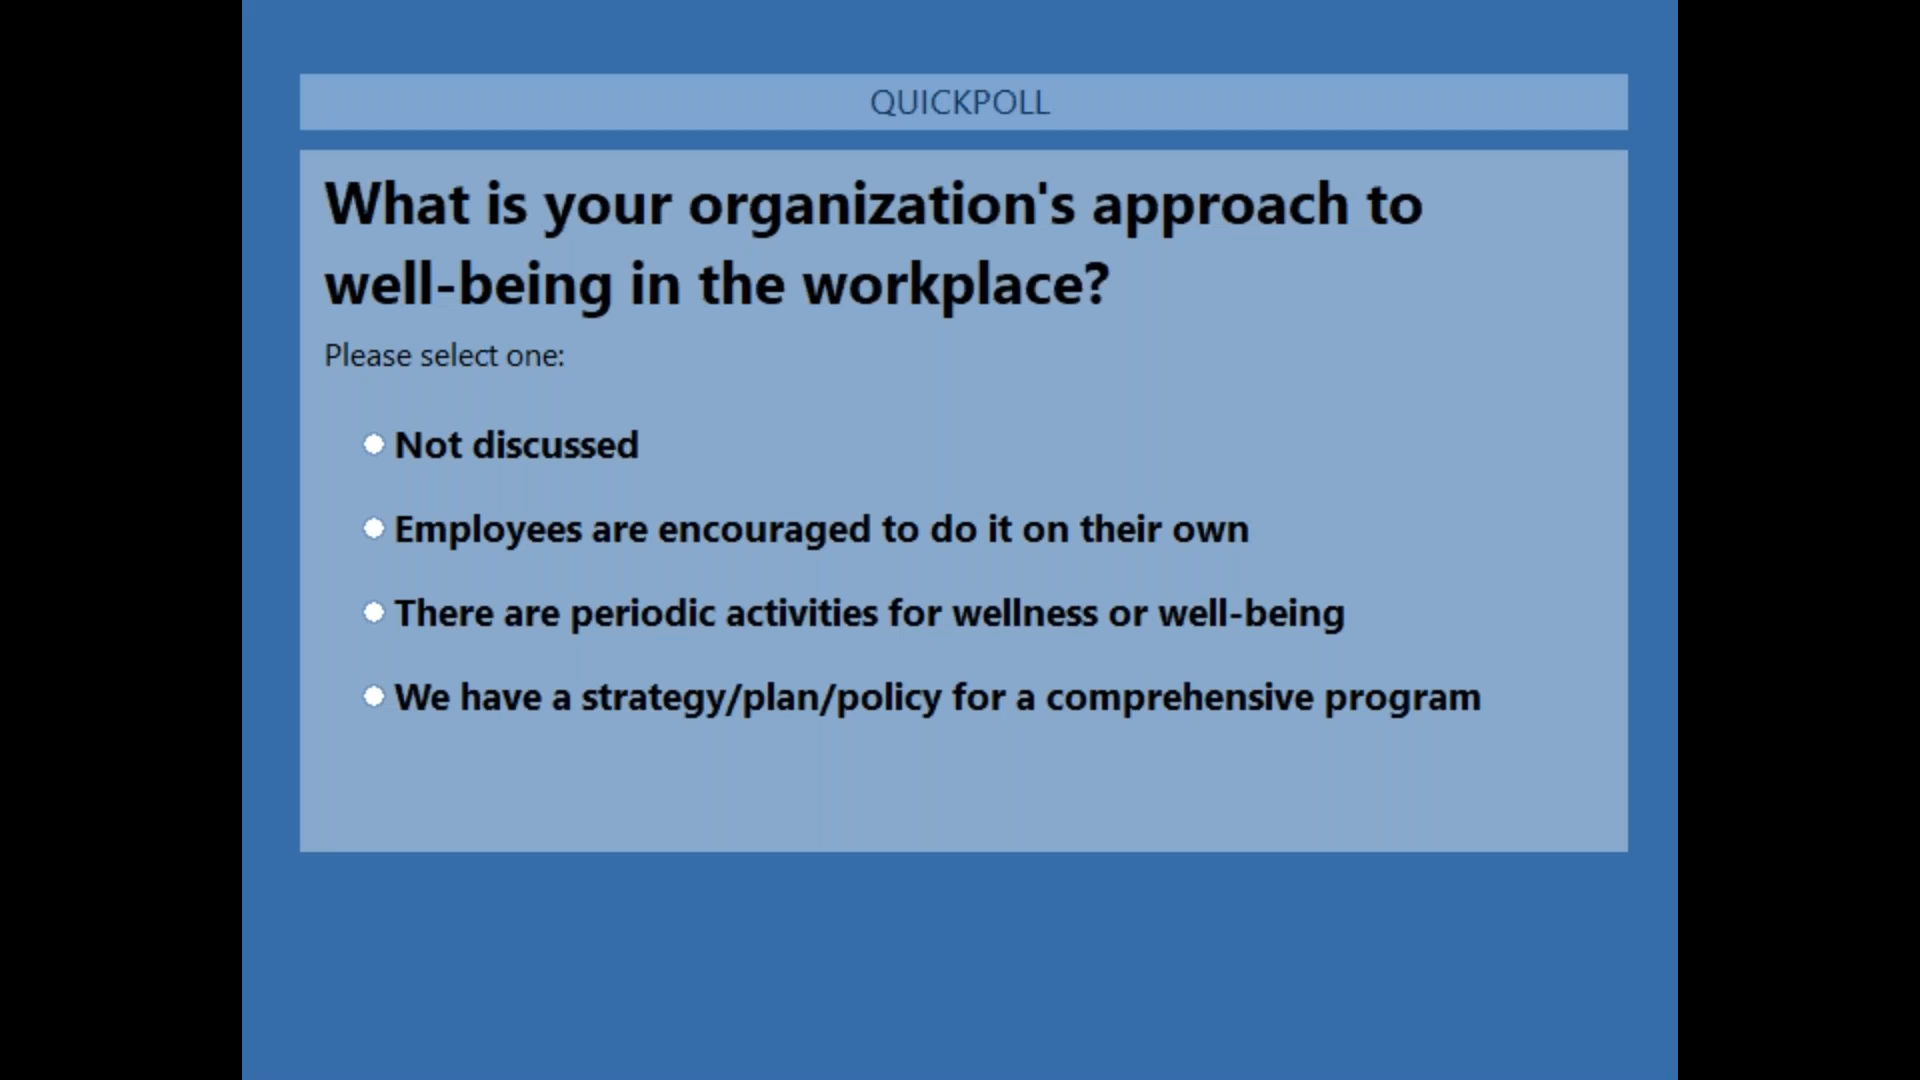 QUICKPOLL
What is your organization's approach to
well-being in the workplace?
Please select one:
Not discussed
Employees are encouraged to do it on their own
There are periodic activities for wellness or well-being
We have a strategy/plan/policy for a comprehensive program